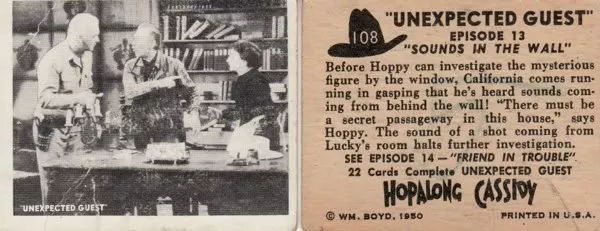 "UNEXPECTED GUEST"
108
"UNEXPECTED GUEST"
EPISODE 13
"SOUNDS IN THE WALL"
Before Hoppy can investigate the mysterious
figure by the window, California comes run-
ning in gasping that he's heard sounds com-
ing from behind the wall! "There must be
a secret passageway in this house," says
Hoppy. The sound of a shot coming from
Lucky's room halts further investigation.
SEE EPISODE 14—"FRIEND IN TROUBLE"
22 Cards Complete UNEXPECTED GUEST
HOPALONG CASSIDY
© WM. BOYD, 1950 PRINTED IN U.S.A.